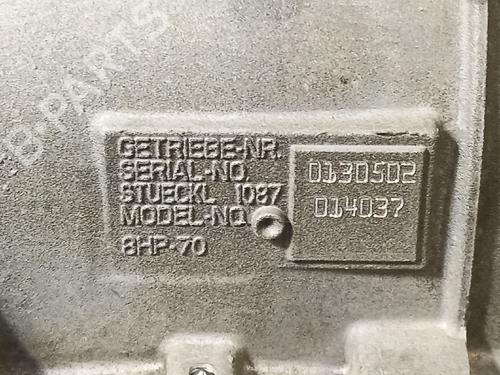 B-PARTS
GETRIEBE-NR.
SERIAL-NO. 0130502
STUECKL 1087
MODEL-NO. 014037
8HP-70